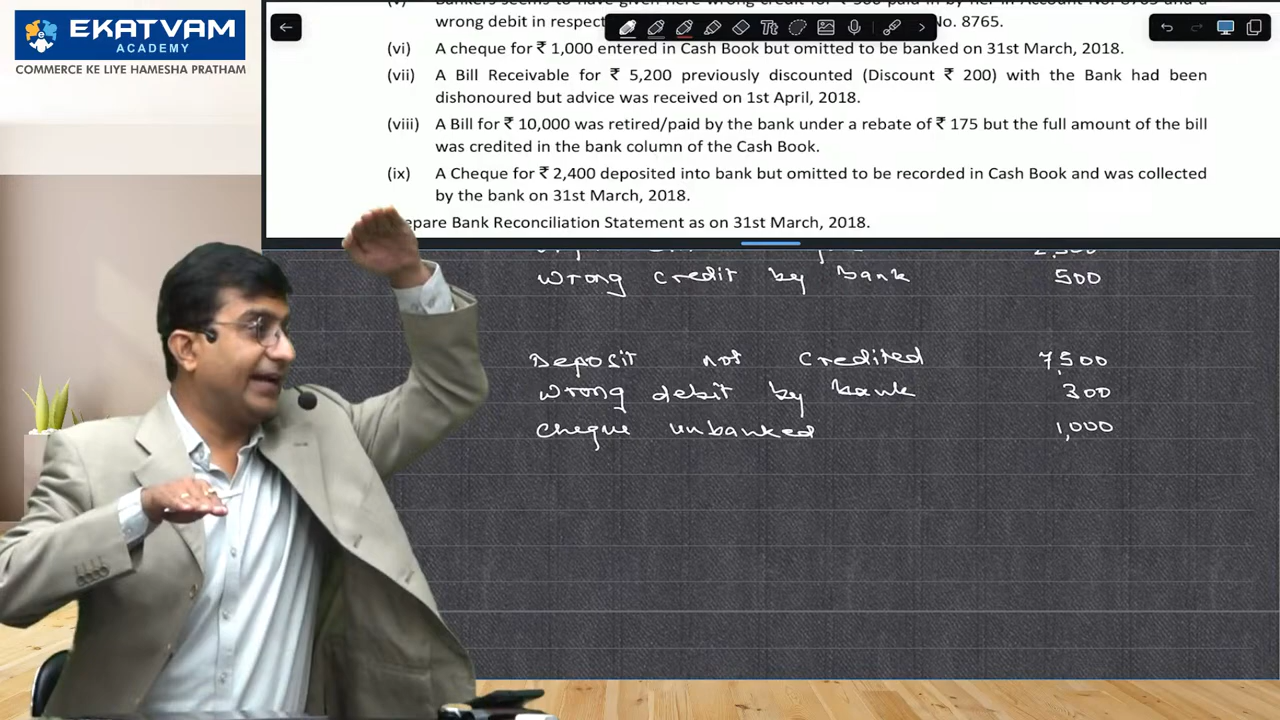 EKATVAM
ACADEMY
COMMERCE KE LIYE HAMESHA PRATHAM
wrong debit in respect No. 8765.
(vi) A cheque for ₹ 1,000 entered in Cash Book but omitted to be banked on 31st March, 2018.
(vii) A Bill Receivable for ₹ 5,200 previously discounted (Discount ₹ 200) with the Bank had been
dishonoured but advice was received on 1st April, 2018.
(viii) A Bill for ₹ 10,000 was retired/paid by the bank under a rebate of ₹ 175 but the full amount of the bill
was credited in the bank column of the Cash Book.
(ix) A Cheque for ₹ 2,400 deposited into bank but omitted to be recorded in Cash Book and was collected
by the bank on 31st March, 2018.
epare Bank Reconciliation Statement as on 31st March, 2018.
wrong credit by bank 500
Deposit not credited 7,500
wrong debit by bank 300
cheque unbanked 1,000